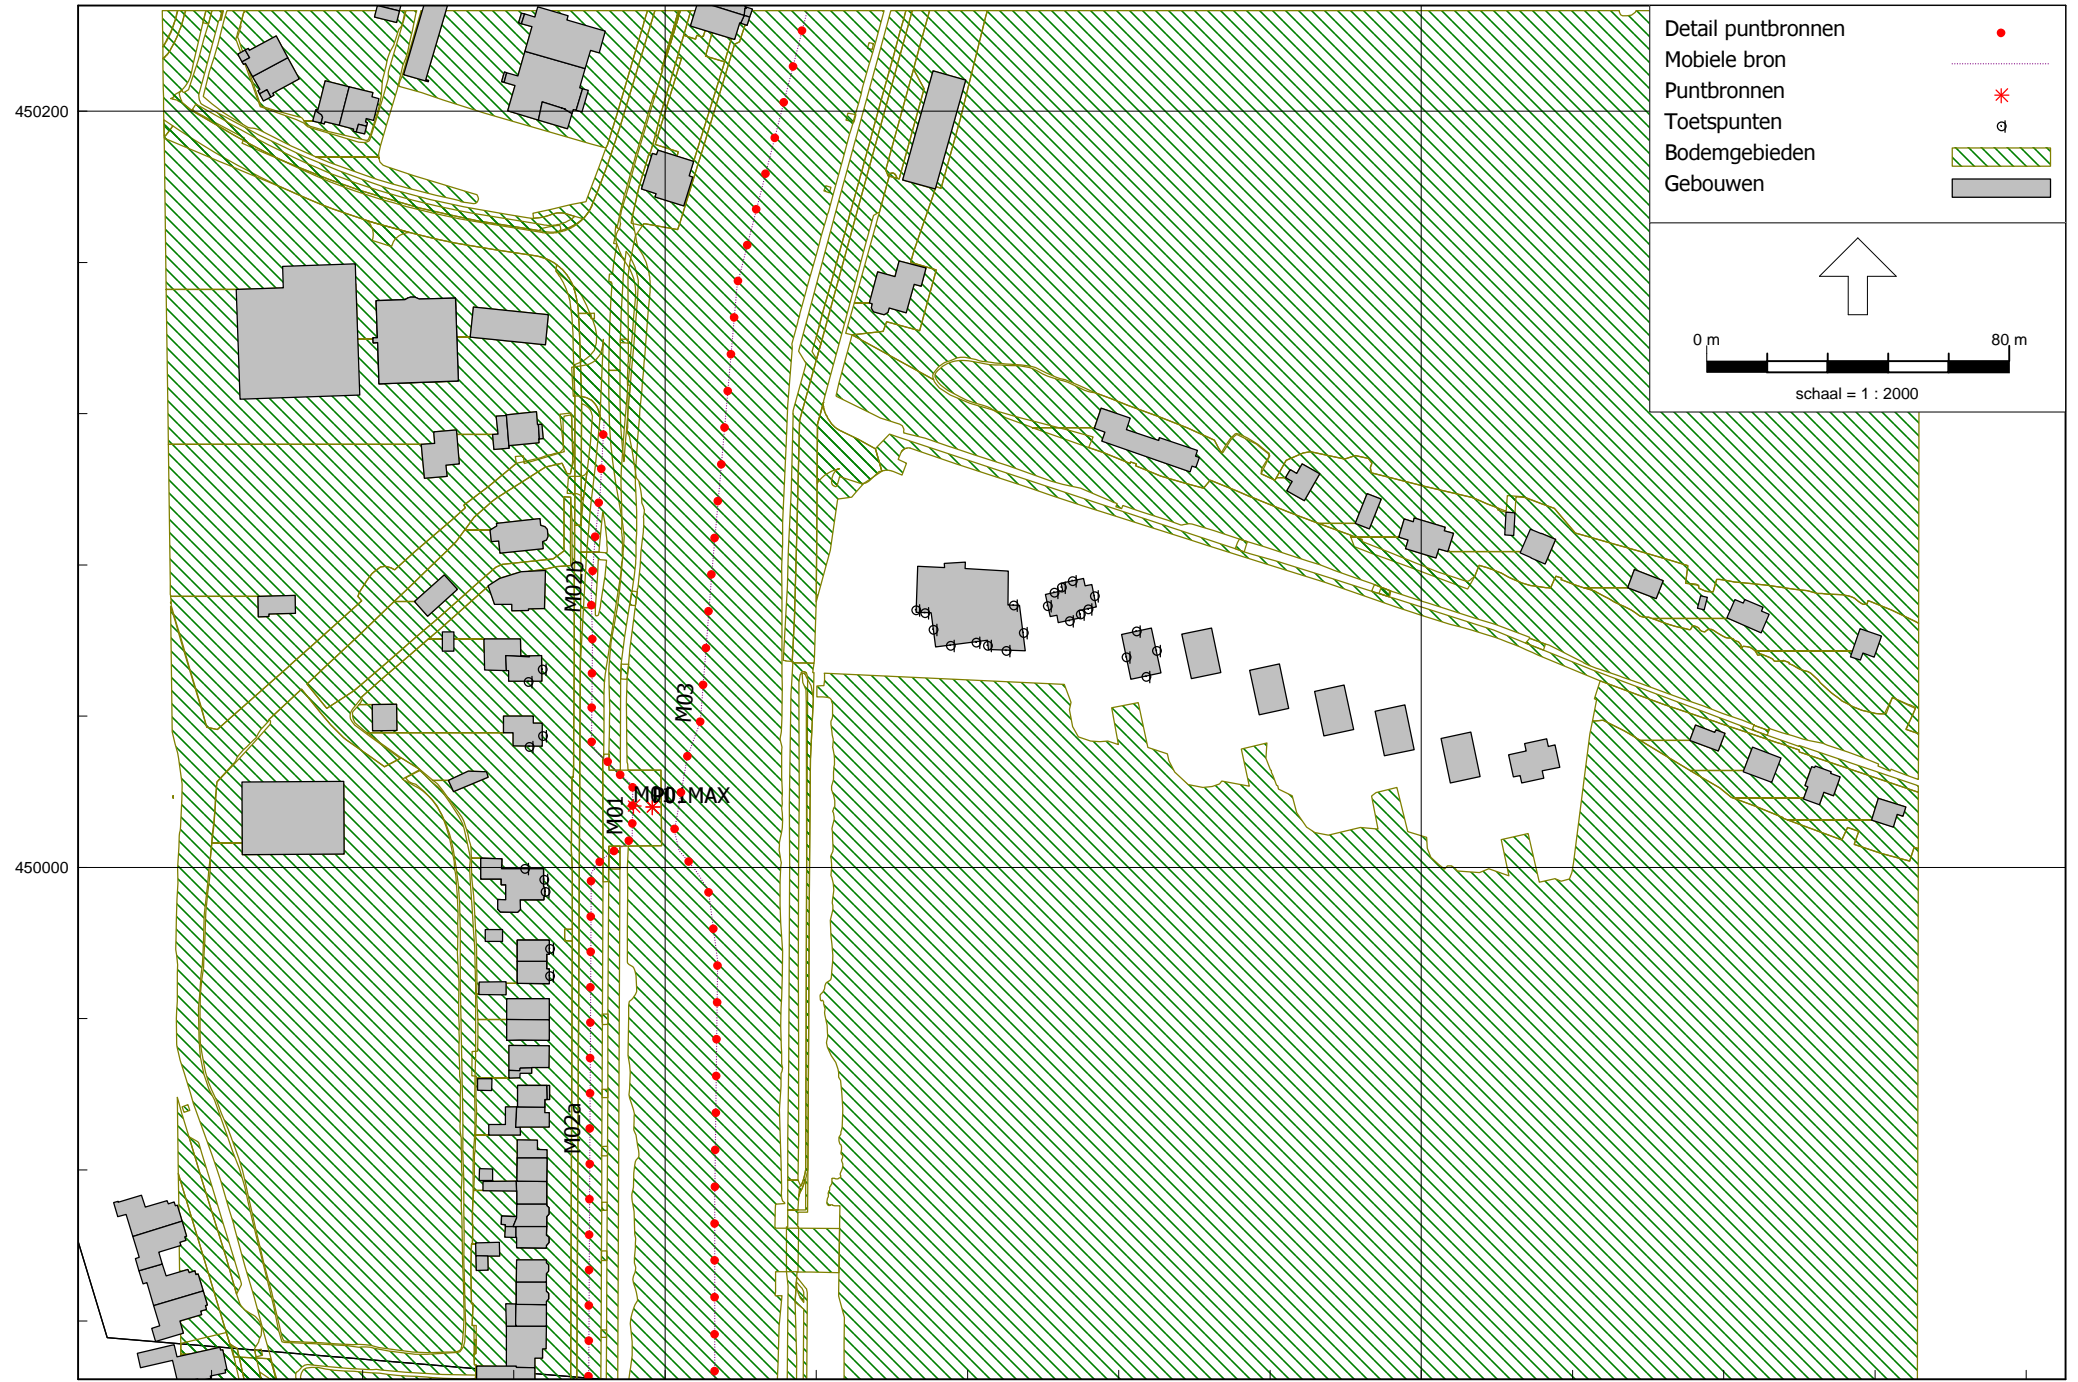 Detail puntbronnen
Mobiele bron
Puntbronnen
Toetspunten
Bodemgebieden
Gebouwen
0 m 80 m
schaal = 1 : 2000
450200
M02b
M03
M01
450000
M02a